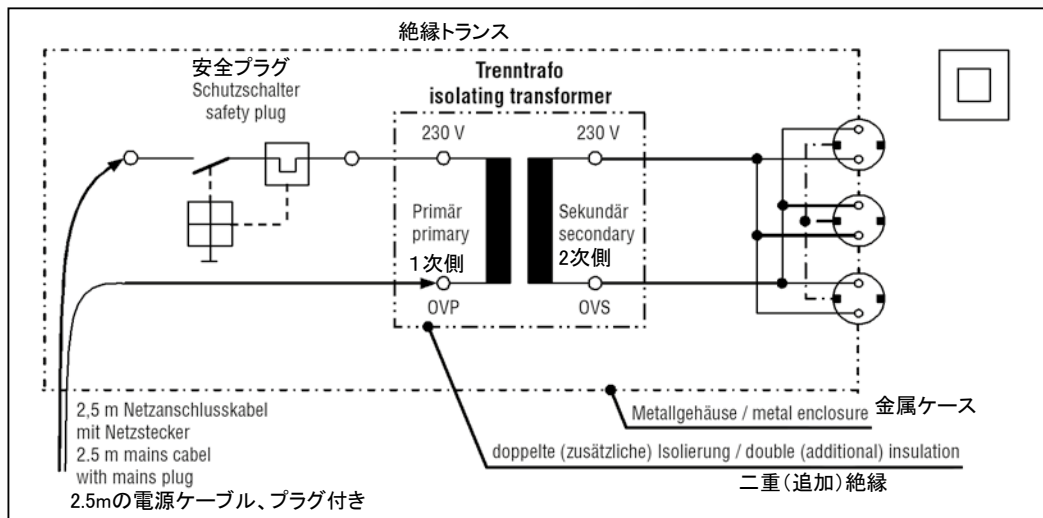 絶縁トランス
安全プラグ
Schutzschalter
safety plug
Trenntrafo
isolating transformer
230 V
230 V
Primär
primary
1次側
Sekundär
secondary
2次側
OVP
OVS
2,5 m Netzanschlusskabel
mit Netzstecker
2.5 m mains cabel
with mains plug
2.5mの電源ケーブル、プラグ付き
Metallgehäuse / metal enclosure 金属ケース
doppelte (zusätzliche) Isolierung / double (additional) insulation
二重(追加)絶縁